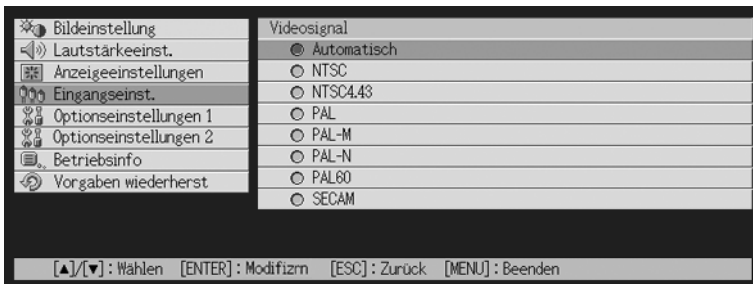 Bildeinstellung
Lautstärkeeinst.
Anzeigeeinstellungen
Eingangseinst.
Optionseinstellungen 1
Optionseinstellungen 2
Betriebsinfo
Vorgaben wiederherst
Videosignal
Automatisch
NTSC
NTSC4.43
PAL
PAL-M
PAL-N
PAL60
SECAM
[▲]/[▼]: Wählen [ENTER]: Modifizrn [ESC]: Zurück [MENU]: Beenden